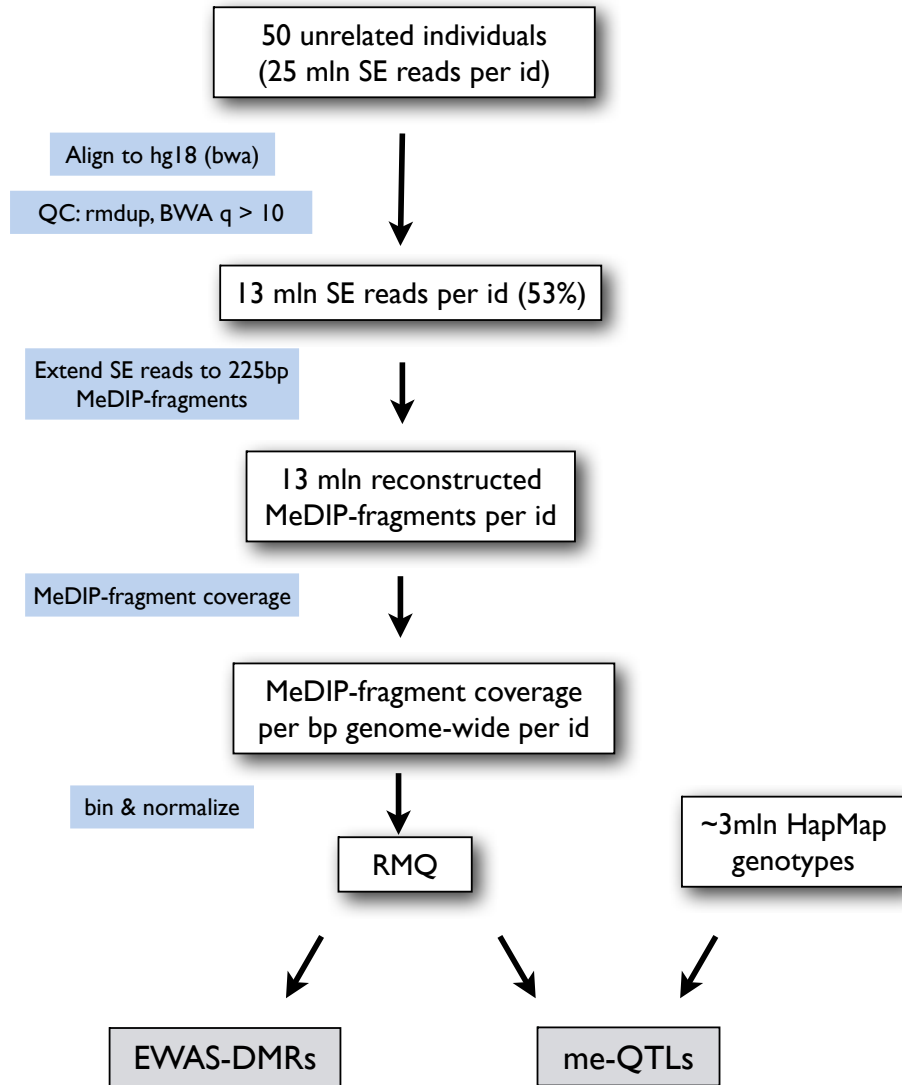 50 unrelated individuals
(25 mln SE reads per id)
Align to hg18 (bwa)
QC: rmdup, BWA q > 10
13 mln SE reads per id (53%)
Extend SE reads to 225bp
MeDIP-fragments
13 mln reconstructed
MeDIP-fragments per id
MeDIP-fragment coverage
MeDIP-fragment coverage
per bp genome-wide per id
bin & normalize
~3mln HapMap
genotypes
RMQ
EWAS-DMRs
me-QTLs